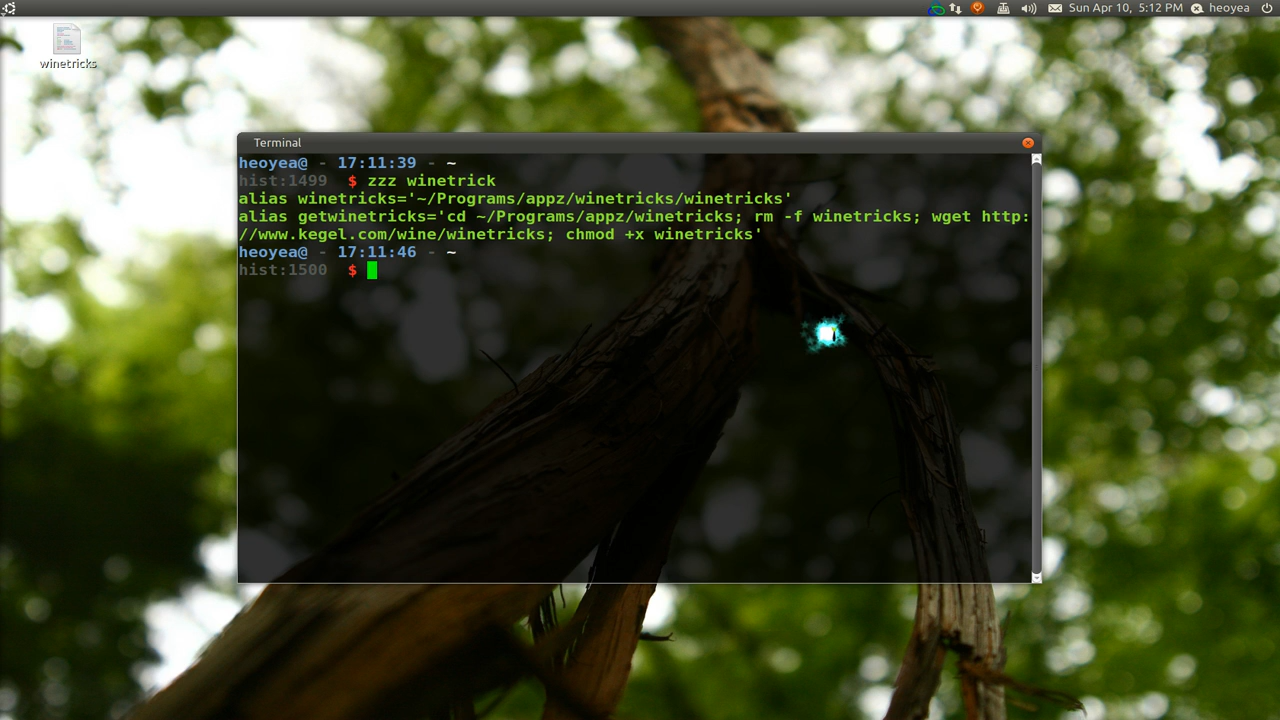 Sun Apr 10,  5:12 PM heoyea
winetricks
Terminal
heoyea@ - 17:11:39 - ~
hist:1499  $ zzz winetrick
alias winetricks='~/Programs/appz/winetricks/winetricks'
alias getwinetricks='cd ~/Programs/appz/winetricks; rm -f winetricks; wget http:
//www.kegel.com/wine/winetricks; chmod +x winetricks'
heoyea@ - 17:11:46 - ~
hist:1500  $